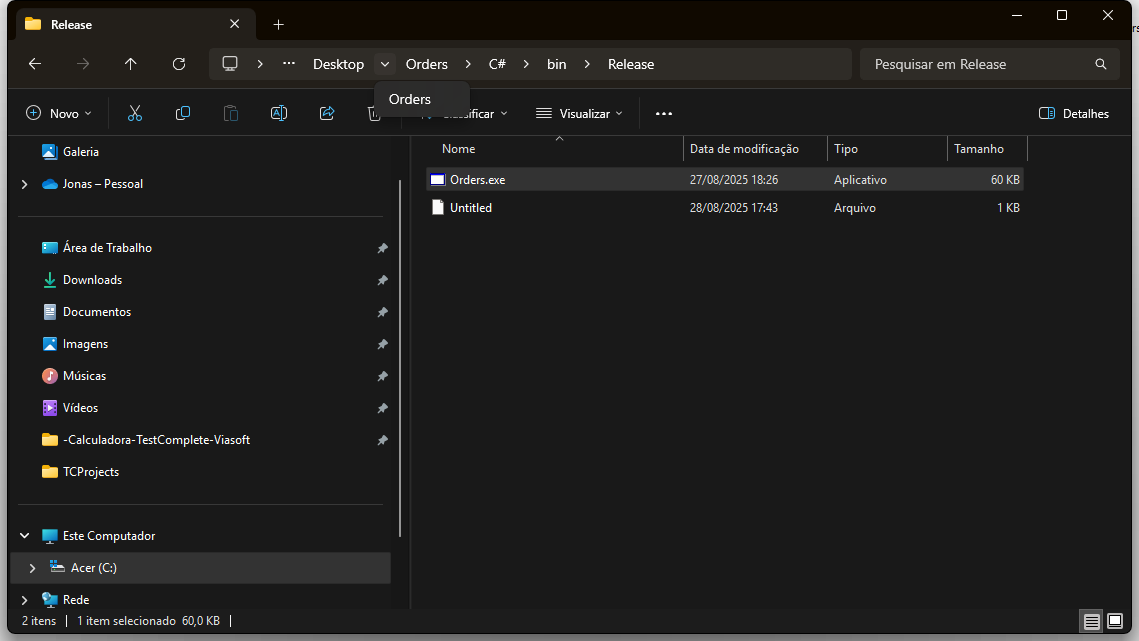 Release
rs
Desktop Orders C# bin Release
Pesquisar em Release
Orders
Novo
Classificar
Visualizar
Detalhes
Galeria
Jonas – Pessoal
Área de Trabalho
Downloads
Documentos
Imagens
Músicas
Vídeos
-Calculadora-TestComplete-Viasoft
TCProjects
Este Computador
Acer (C:)
Rede
Nome Data de modificação Tipo Tamanho
Orders.exe 27/08/2025 18:26 Aplicativo 60 KB
Untitled 28/08/2025 17:43 Arquivo 1 KB
2 itens 1 item selecionado 60,0 KB